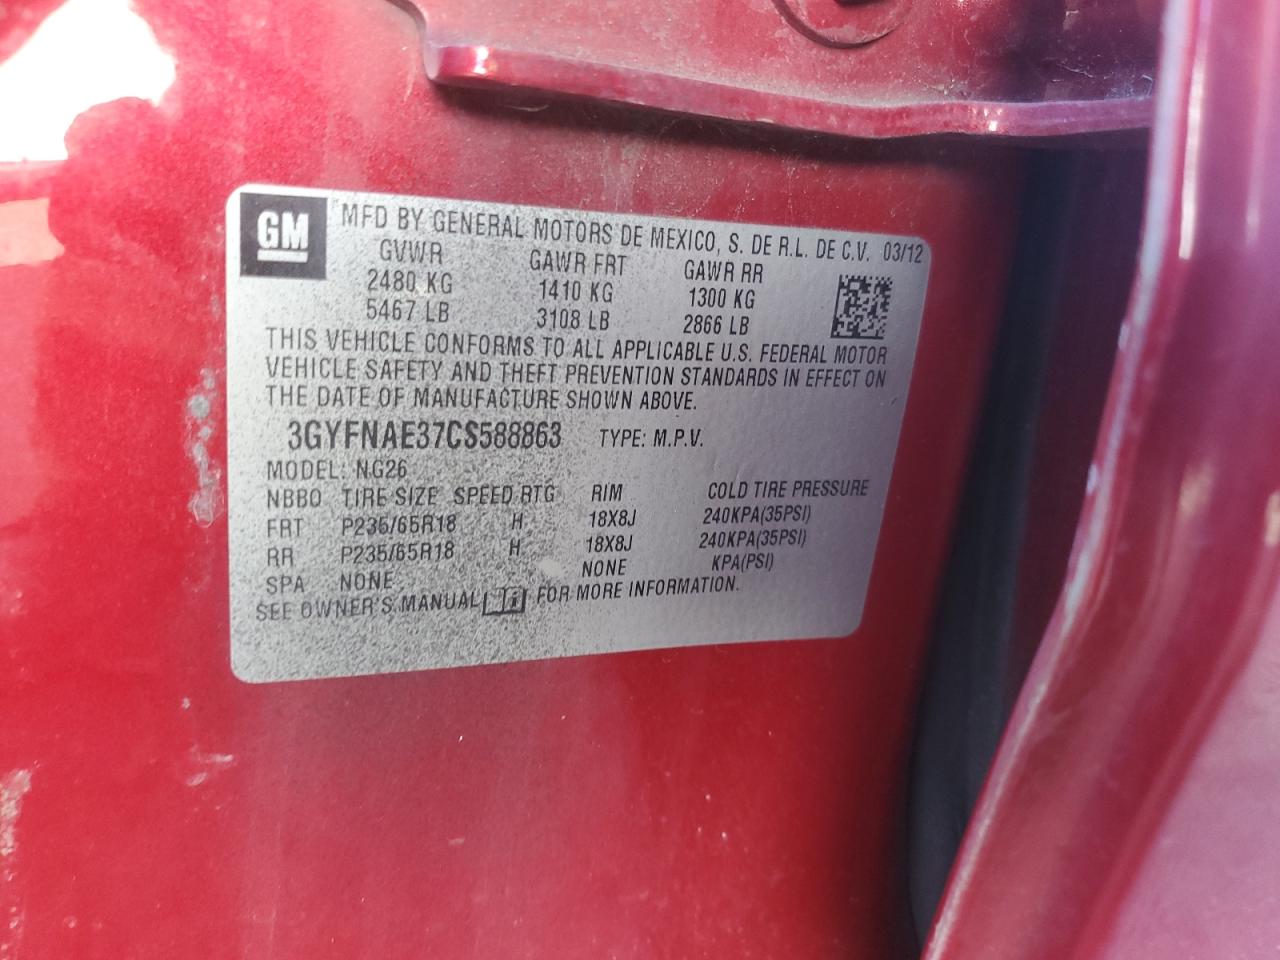 GM MFD BY GENERAL MOTORS DE MEXICO, S. DE R.L. DE C.V. 03/12
GVWR GAWR FRT GAWR RR
2480 KG 1410 KG 1300 KG
5467 LB 3108 LB 2866 LB
THIS VEHICLE CONFORMS TO ALL APPLICABLE U.S. FEDERAL MOTOR
VEHICLE SAFETY AND THEFT PREVENTION STANDARDS IN EFFECT ON
THE DATE OF MANUFACTURE SHOWN ABOVE.
3GYFNAE37CS588863 TYPE: M.P.V.
MODEL: NG26
NBBO TIRE SIZE SPEED RTG RIM COLD TIRE PRESSURE
FRT P235/65R18 H 18X8J 240KPA(35PSI)
RR P235/65R18 H 18X8J 240KPA(35PSI)
SPA NONE NONE KPA(PSI)
SEE OWNER'S MANUAL FOR MORE INFORMATION.